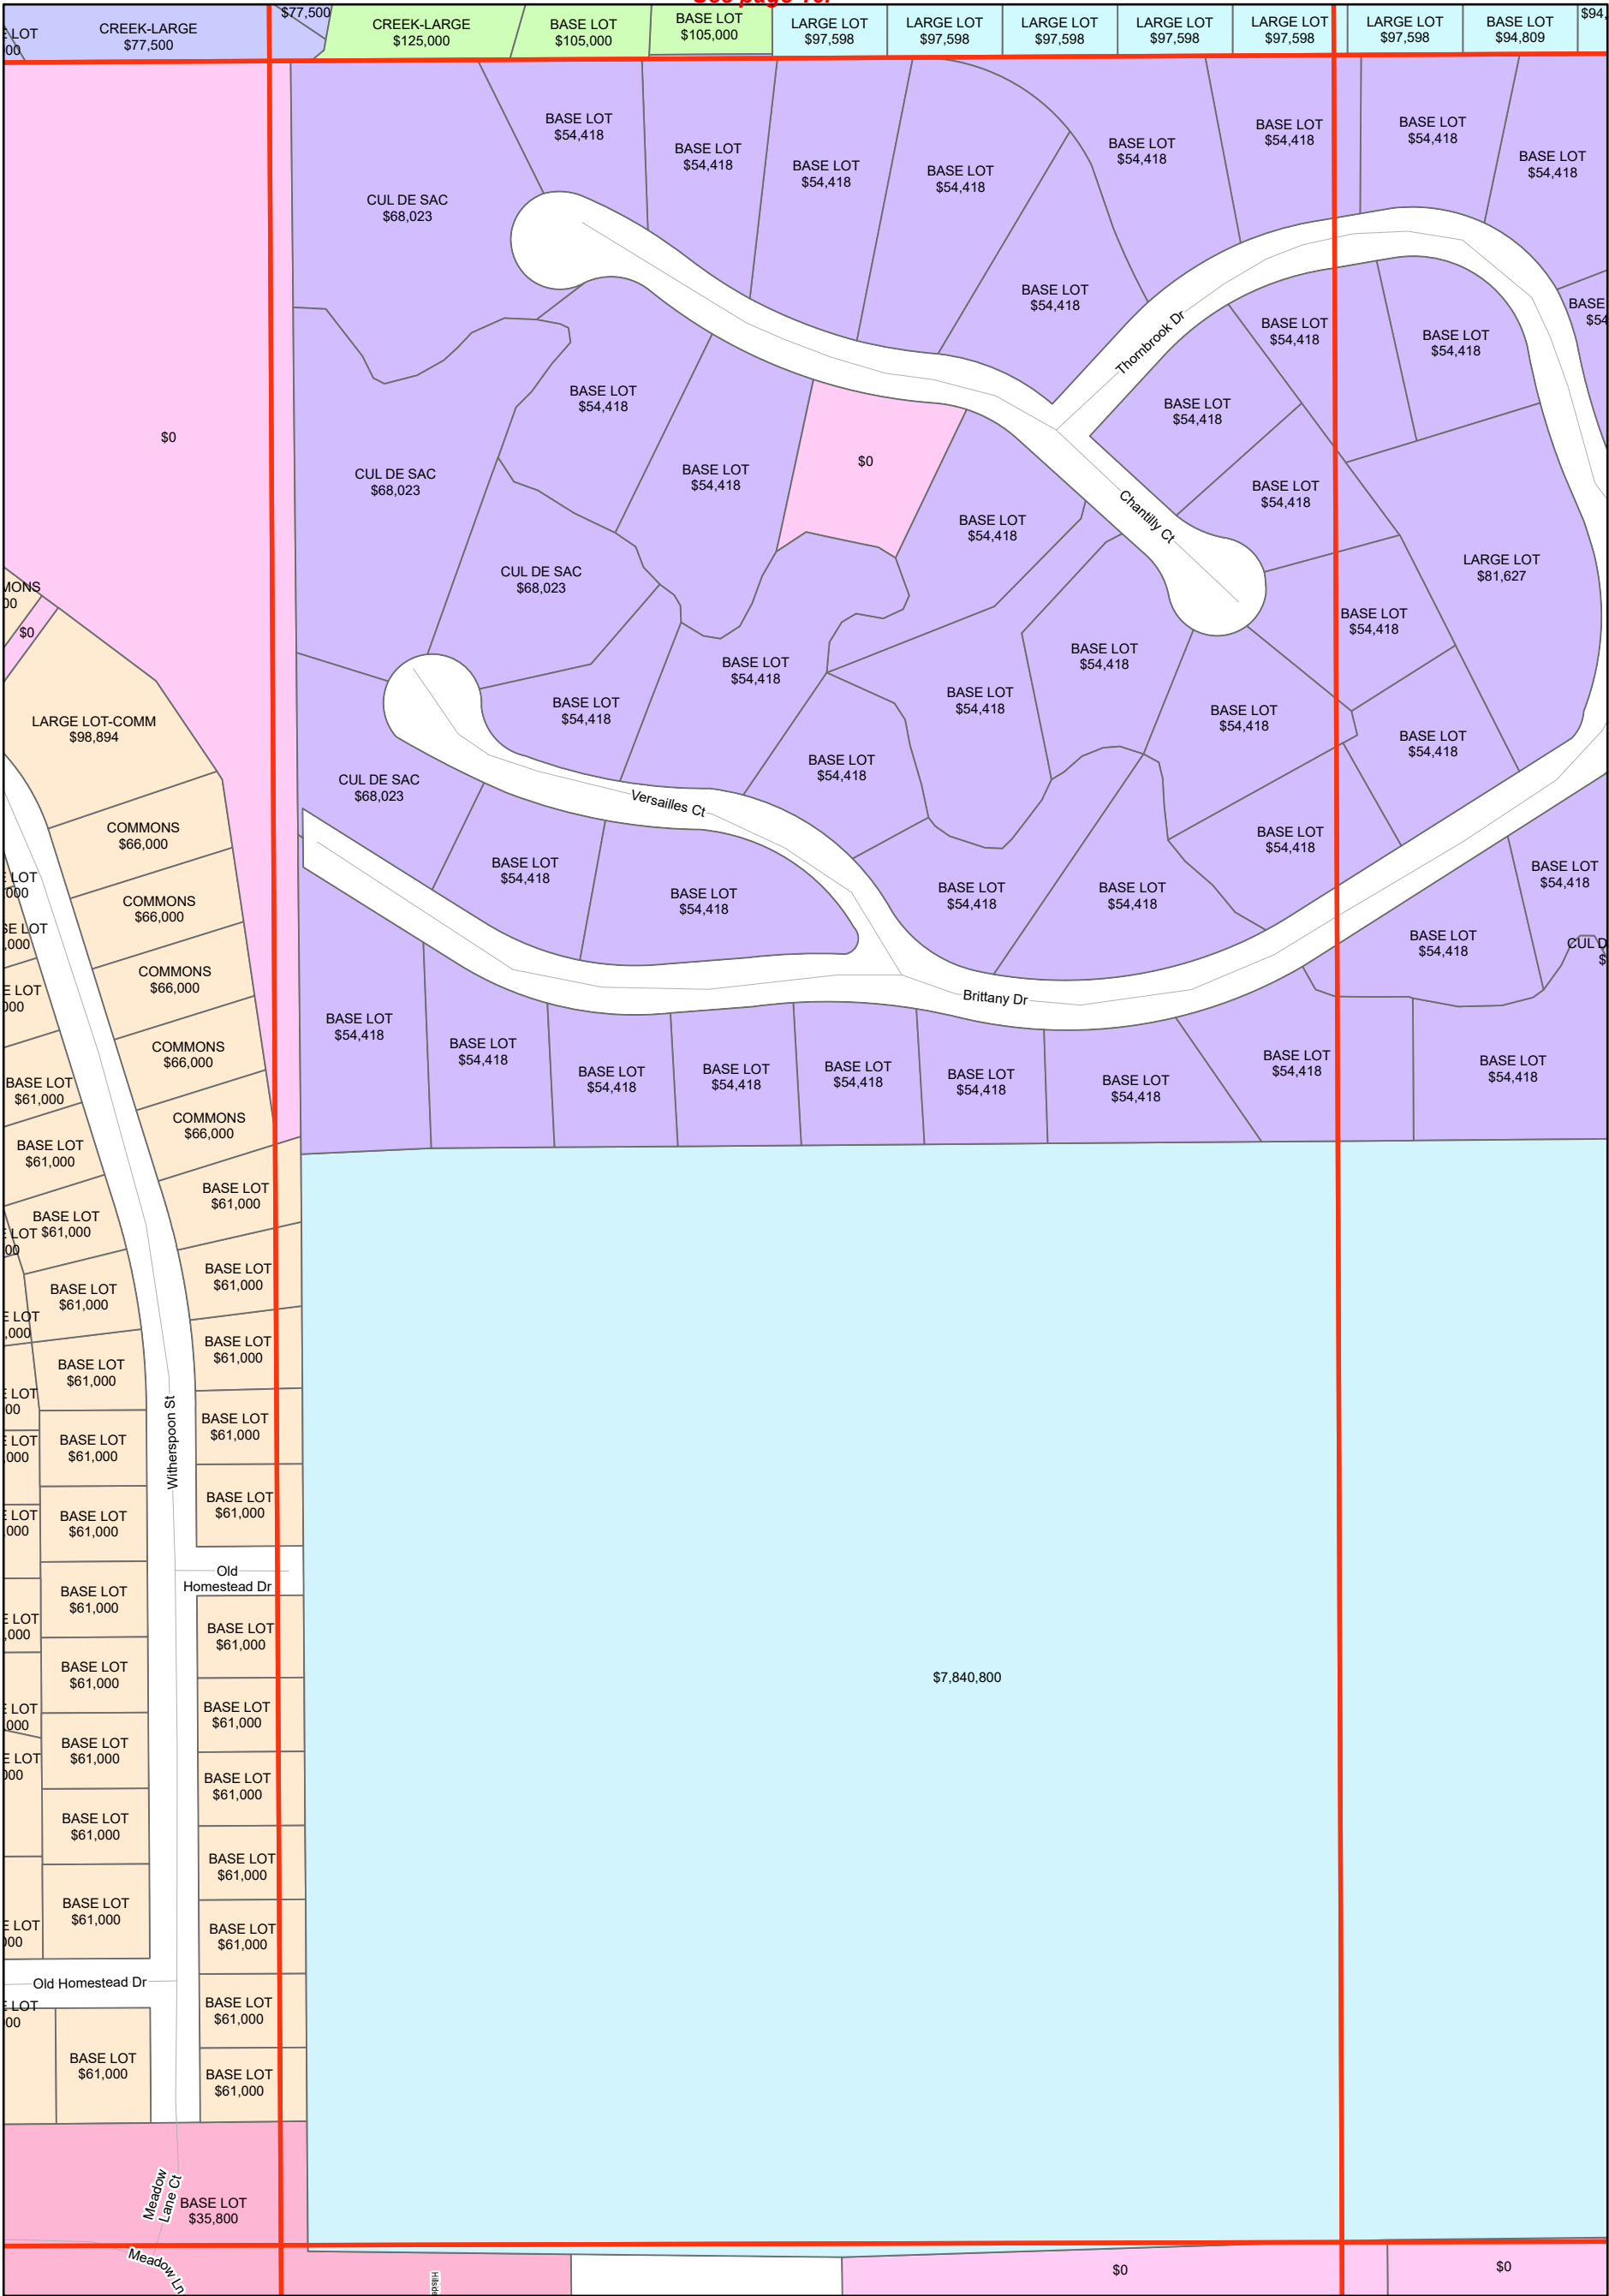 CREEK-LARGE
$77,500
$77,500
CREEK-LARGE
$125,000
BASE LOT
$105,000
BASE LOT
$105,000
LARGE LOT
$97,598
LARGE LOT
$97,598
LARGE LOT
$97,598
LARGE LOT
$97,598
LARGE LOT
$97,598
LARGE LOT
$97,598
BASE LOT
$94,809
$94,
BASE LOT
$54,418
BASE LOT
$54,418
BASE LOT
$54,418
BASE LOT
$54,418
BASE LOT
$54,418
BASE LOT
$54,418
BASE LOT
$54,418
BASE LOT
$54,418
CUL DE SAC
$68,023
BASE LOT
$54,418
BASE
$54
BASE LOT
$54,418
BASE LOT
$54,418
Thornbrook Dr
BASE LOT
$54,418
BASE LOT
$54,418
$0
CUL DE SAC
$68,023
BASE LOT
$54,418
$0
BASE LOT
$54,418
Chantilly Ct
BASE LOT
$54,418
LARGE LOT
$81,627
CUL DE SAC
$68,023
BASE LOT
$54,418
MONS
00
$0
BASE LOT
$54,418
BASE LOT
$54,418
BASE LOT
$54,418
BASE LOT
$54,418
BASE LOT
$54,418
LARGE LOT-COMM
$98,894
BASE LOT
$54,418
BASE LOT
$54,418
CUL DE SAC
$68,023
Versailles Ct
COMMONS
$66,000
BASE LOT
$54,418
BASE LOT
$54,418
BASE LOT
$54,418
BASE LOT
$54,418
BASE LOT
$54,418
BASE LOT
$54,418
COMMONS
$66,000
BASE LOT
$54,418
CUL D
$
COMMONS
$66,000
Brittany Dr
BASE LOT
$54,418
BASE LOT
$54,418
BASE LOT
$54,418
BASE LOT
$54,418
BASE LOT
$54,418
BASE LOT
$54,418
BASE LOT
$54,418
BASE LOT
$54,418
BASE LOT
$54,418
COMMONS
$66,000
BASE LOT
$61,000
COMMONS
$66,000
BASE LOT
$61,000
BASE LOT
$61,000
BASE LOT
$61,000
BASE LOT
$61,000
BASE LOT
$61,000
BASE LOT
$61,000
BASE LOT
$61,000
BASE LOT
$61,000
BASE LOT
$61,000
Witherspoon St
BASE LOT
$61,000
BASE LOT
$61,000
Old
Homestead Dr
BASE LOT
$61,000
BASE LOT
$61,000
BASE LOT
$61,000
BASE LOT
$61,000
$7,840,800
BASE LOT
$61,000
BASE LOT
$61,000
BASE LOT
$61,000
BASE LOT
$61,000
BASE LOT
$61,000
BASE LOT
$61,000
Old Homestead Dr
BASE LOT
$61,000
BASE LOT
$61,000
BASE LOT
$61,000
Meadow
Lane Ct
BASE LOT
$35,800
Meadow Ln
$0
$0